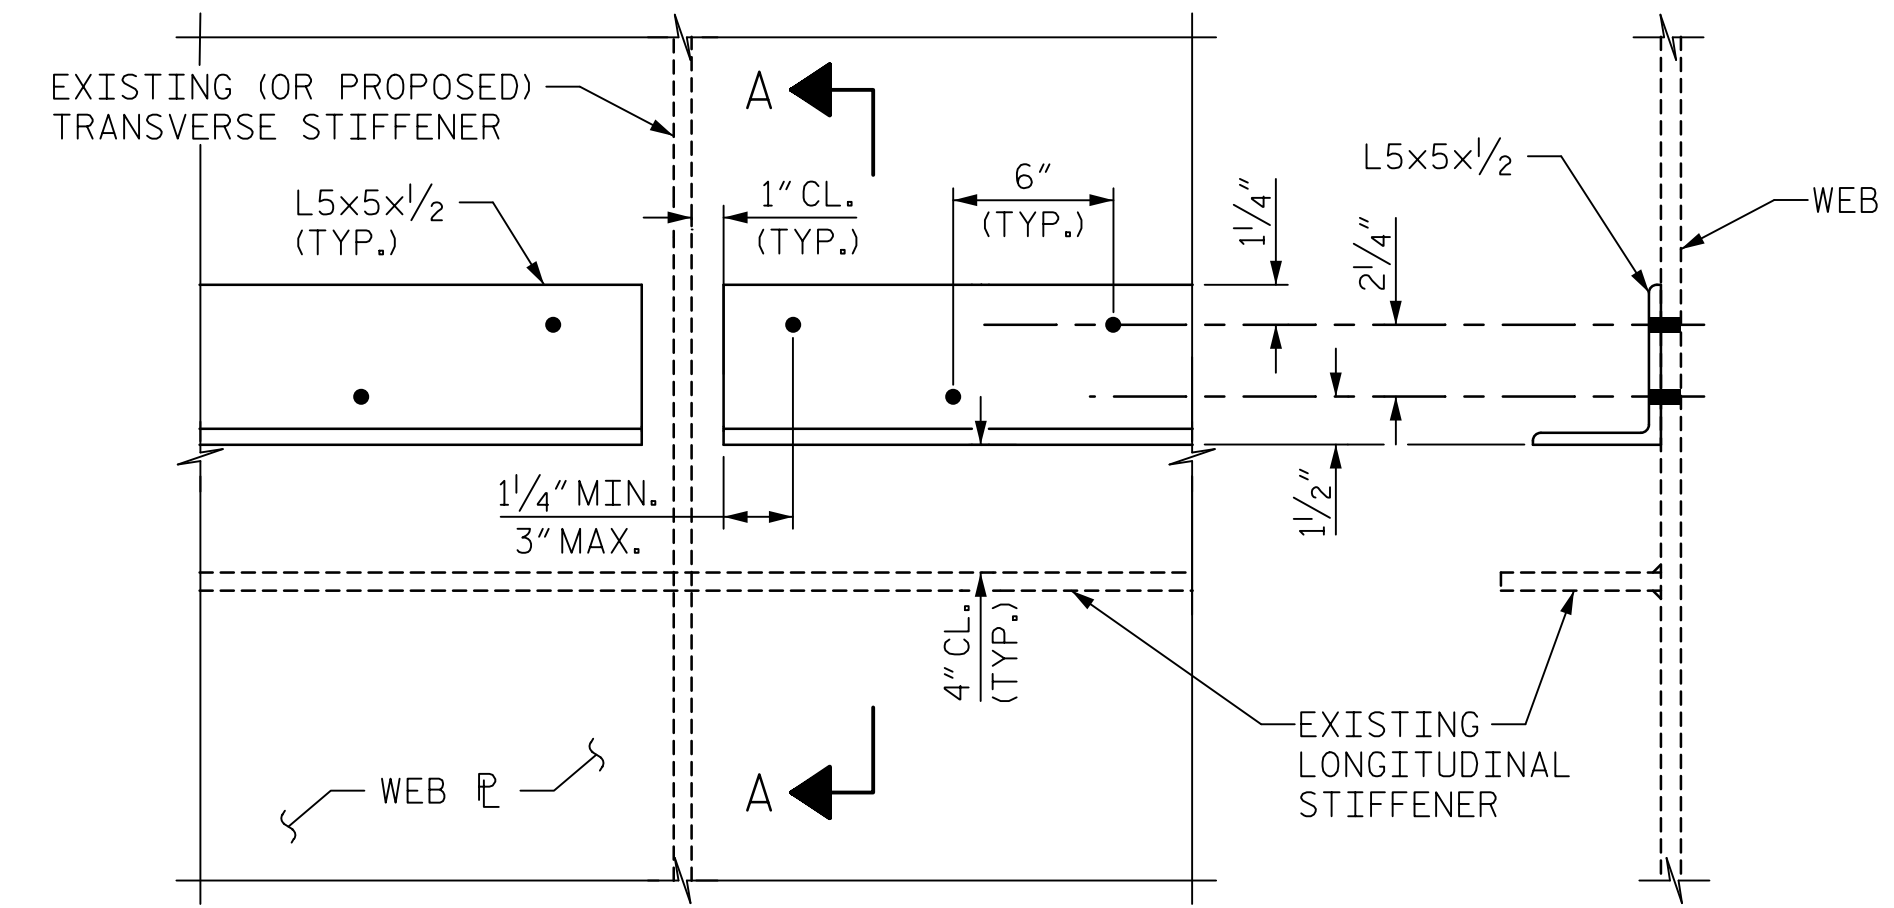 EXISTING (OR PROPOSED)
TRANSVERSE STIFFENER
A
L5x5x1/2
(TYP.)
1" CL.
(TYP.)
6"
(TYP.)
1 1/4"
2 1/4"
L5x5x1/2
WEB
1 1/4" MIN.
3" MAX.
1 1/2"
4" CL.
(TYP.)
EXISTING
LONGITUDINAL
STIFFENER
WEB ⅊
A